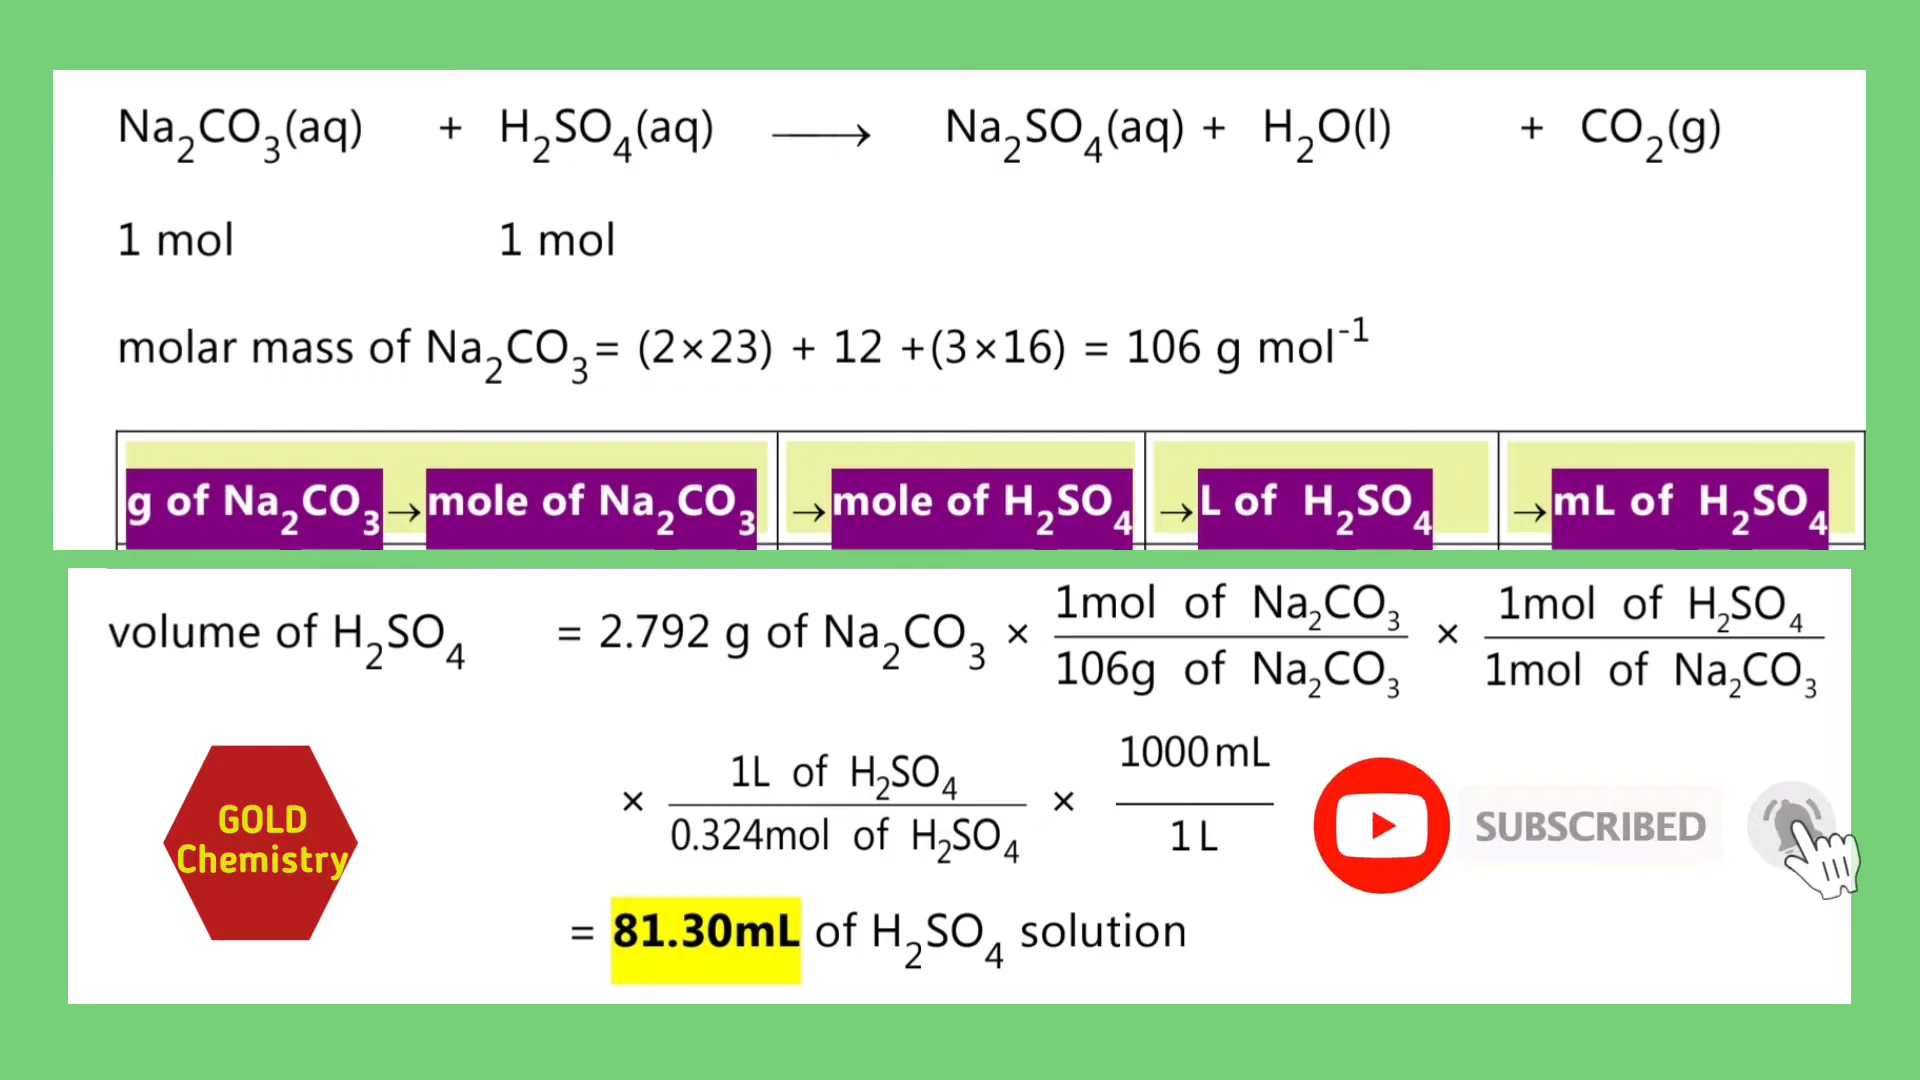 Na₂CO₃(aq) + H₂SO₄(aq) ⟶ Na₂SO₄(aq) + H₂O(l) + CO₂(g)
1 mol 1 mol
molar mass of Na₂CO₃= (2×23) + 12 +(3×16) = 106 g mol⁻¹
g of Na₂CO₃ → mole of Na₂CO₃ → mole of H₂SO₄ → L of H₂SO₄ → mL of H₂SO₄
volume of H₂SO₄ = 2.792 g of Na₂CO₃ × 1mol of Na₂CO₃ / 106g of Na₂CO₃ × 1mol of H₂SO₄ / 1mol of Na₂CO₃
× 1L of H₂SO₄ / 0.324mol of H₂SO₄ × 1000mL / 1L
GOLD
Chemistry
SUBSCRIBED
= 81.30mL of H₂SO₄ solution